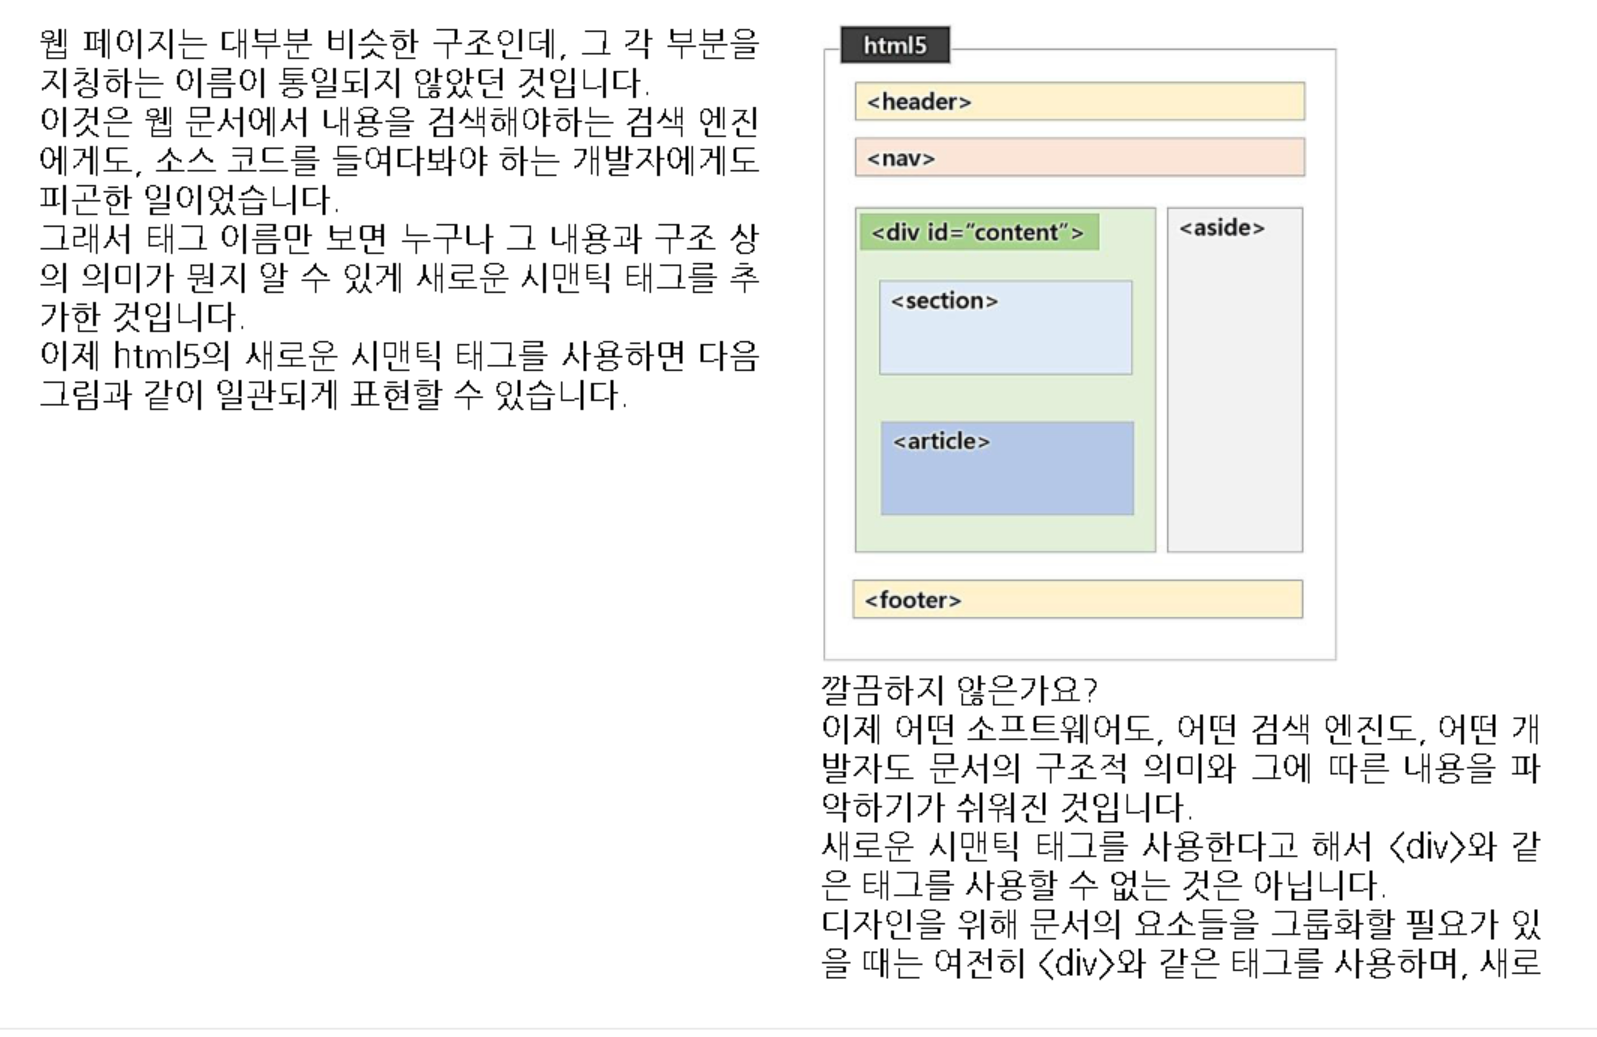 웹 페이지는 대부분 비슷한 구조인데, 그 각 부분을
지칭하는 이름이 통일되지 않았던 것입니다.
이것은 웹 문서에서 내용을 검색해야하는 검색 엔진
에게도, 소스 코드를 들여다봐야 하는 개발자에게도
피곤한 일이었습니다.
그래서 태그 이름만 보면 누구나 그 내용과 구조 상
의 의미가 뭔지 알 수 있게 새로운 시맨틱 태그를 추
가한 것입니다.
이제 html5의 새로운 시맨틱 태그를 사용하면 다음
그림과 같이 일관되게 표현할 수 있습니다.
html5
<header>
<nav>
<div id="content">
<aside>
<section>
<article>
<footer>
깔끔하지 않은가요?
이제 어떤 소프트웨어도, 어떤 검색 엔진도, 어떤 개
발자도 문서의 구조적 의미와 그에 따른 내용을 파
악하기가 쉬워진 것입니다.
새로운 시맨틱 태그를 사용한다고 해서 <div>와 같
은 태그를 사용할 수 없는 것은 아닙니다.
디자인을 위해 문서의 요소들을 그룹화할 필요가 있
을 때는 여전히 <div>와 같은 태그를 사용하며, 새로